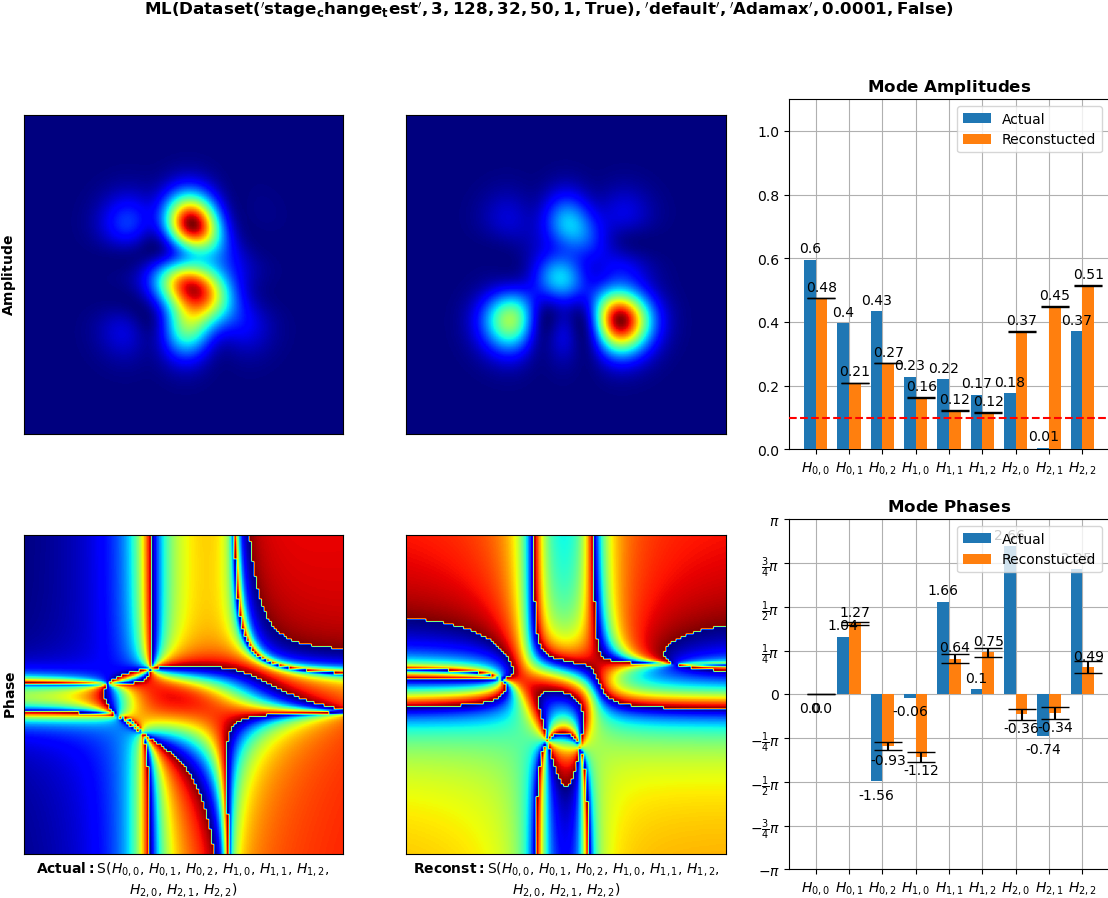 ML(Dataset('stage_change_test', 3, 128, 32, 50, 1, True), 'default', 'Adamax', 0.0001, False)
Amplitude
Mode Amplitudes
Actual
Reconstucted
1.0
0.8
0.6
0.4
0.2
0.0
0.6
0.48
0.4
0.21
0.43
0.27
0.23
0.16
0.22
0.12
0.17
0.12
0.18
0.37
0.01
0.45
0.37
0.51
H0,0 H0,1 H0,2 H1,0 H1,1 H1,2 H2,0 H2,1 H2,2
Phase
Mode Phases
Actual
Reconstucted
π
3/4π
1/2π
1/4π
0
−1/4π
−1/2π
−3/4π
−π
0.0
0.0
1.04
1.27
-1.56
-0.93
-0.06
-1.12
1.66
0.64
0.1
0.75
-0.36
-0.74
-0.34
0.49
H0,0 H0,1 H0,2 H1,0 H1,1 H1,2 H2,0 H2,1 H2,2
Actual: S(H0,0, H0,1, H0,2, H1,0, H1,1, H1,2,
H2,0, H2,1, H2,2)
Reconst: S(H0,0, H0,1, H0,2, H1,0, H1,1, H1,2,
H2,0, H2,1, H2,2)